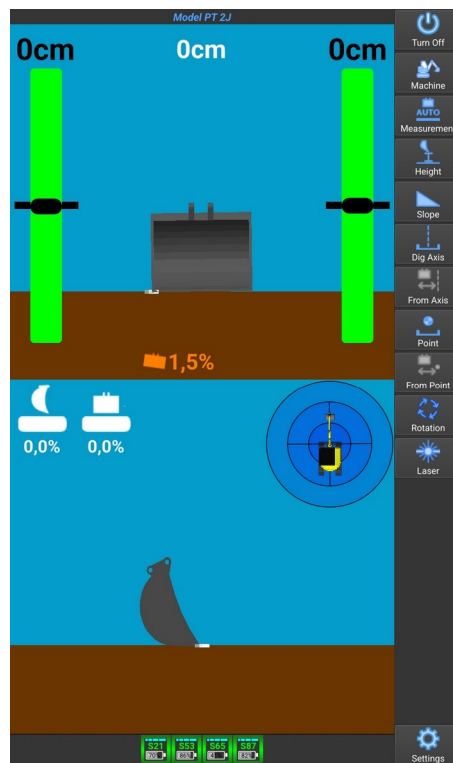 Model PT 2J
0cm
0cm
0cm
1,5%
0,0%
0,0%
Turn Off
Machine
AUTO
Measuremen
Height
Slope
Dig Axis
From Axis
Point
From Point
Rotation
Laser
S21
S53
S65
S87
Settings